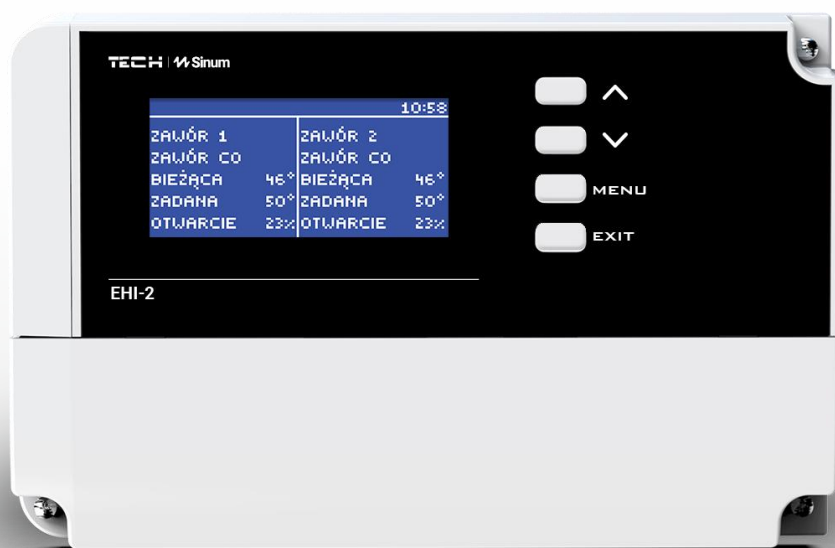 TECH | Sinum
10:58
ZAWÓR 1 ZAWÓR 2
ZAWÓR CO ZAWÓR CO
BIEŻĄCA 46° BIEŻĄCA 46°
ZADANA 50° ZADANA 50°
OTWARCIE 23% OTWARCIE 23%
MENU
EXIT
EHI-2